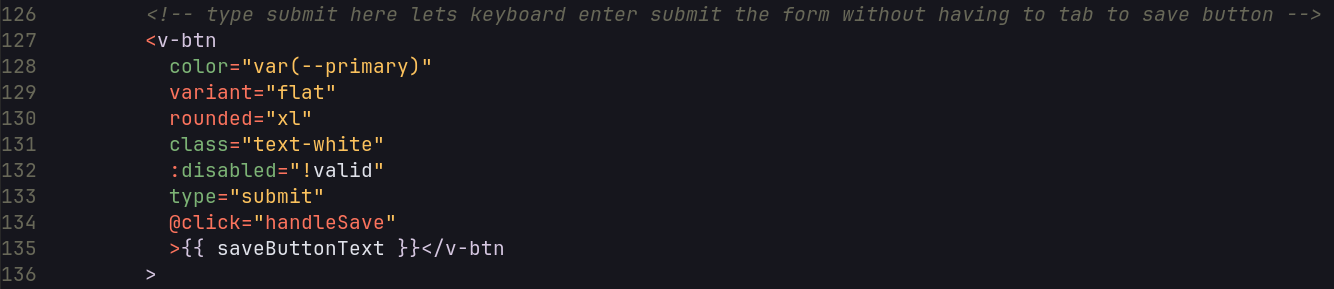 126 <!-- type submit here lets keyboard enter submit the form without having to tab to save button -->
127 <v-btn
128 color="var(--primary)"
129 variant="flat"
130 rounded="xl"
131 class="text-white"
132 :disabled="!valid"
133 type="submit"
134 @click="handleSave"
135 >{{ saveButtonText }}</v-btn
136 >